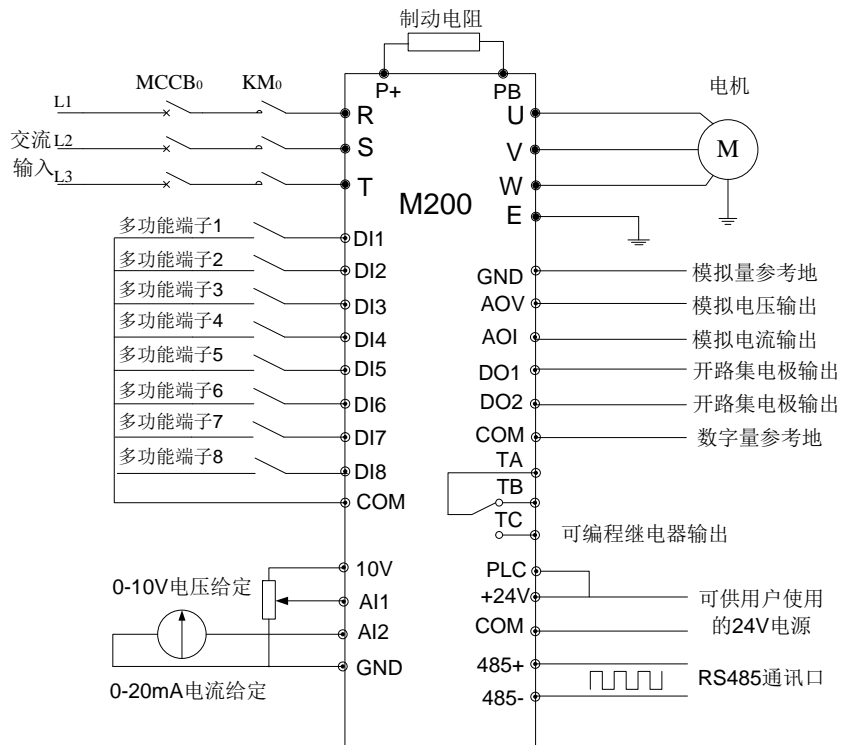 制动电阻
P+
PB
MCCB0
KM0
电机
L1
R
U
交流
L2
S
V
M
输入
L3
T
W
M200
E
多功能端子1
DI1
多功能端子2
DI2
多功能端子3
DI3
多功能端子4
DI4
多功能端子5
DI5
多功能端子6
DI6
多功能端子7
DI7
多功能端子8
DI8
COM
GND
模拟量参考地
AOV
模拟电压输出
AOI
模拟电流输出
DO1
开路集电极输出
DO2
开路集电极输出
COM
数字量参考地
TA
TB
TC
可编程继电器输出
10V
0-10V电压给定
AI1
AI2
GND
0-20mA电流给定
PLC
+24V
可供用户使用
的24V电源
COM
485+
RS485通讯口
485-